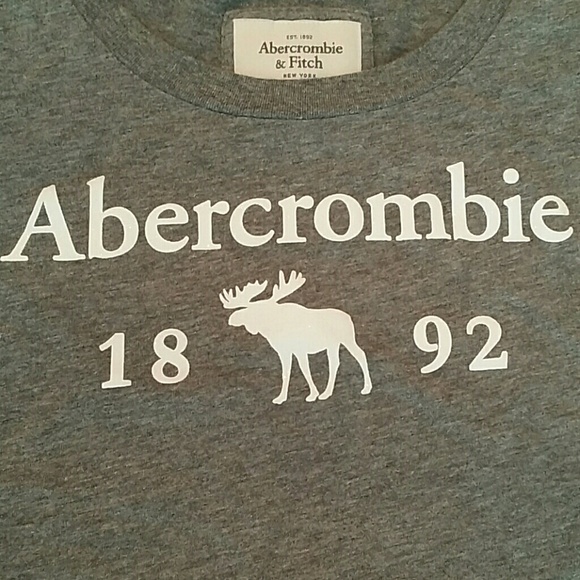 EST. 1892
Abercrombie
& Fitch
NEW YORK
Abercrombie
18 92